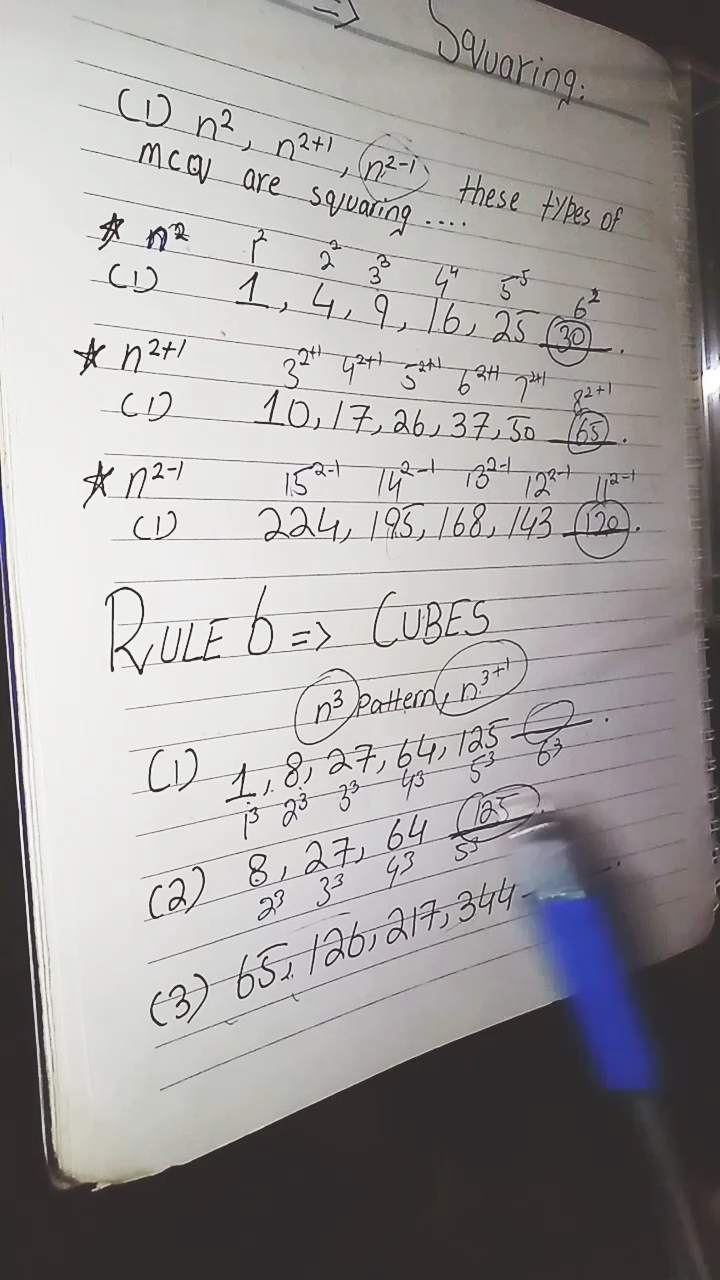 => Squaring:
(1) n², n²⁺¹, n²⁻¹ these types of
mcq are squaring ....
* n² 1² 2² 3³ 4⁴ 5⁵ 6²
(1) 1, 4, 9, 16, 25 30.
* n²⁺¹ 3²⁺¹ 4²⁺¹ 5²⁺¹ 6²⁺¹ 7²⁺¹ 8²⁺¹
(1) 10, 17, 26, 37, 50 65.
* n²⁻¹ 15²⁻¹ 14²⁻¹ 13²⁻¹ 12²⁻¹ 11²⁻¹
(1) 224, 195, 168, 143 120.
RULE 6 => CUBES
n³ Pattern, n³⁺¹
(1) 1, 8, 27, 64, 125 __.
1³ 2³ 3³ 4³ 5³ 6³
(2) 8, 27, 64 125.
2³ 3³ 4³ 5³
(3) 65, 126, 217, 344